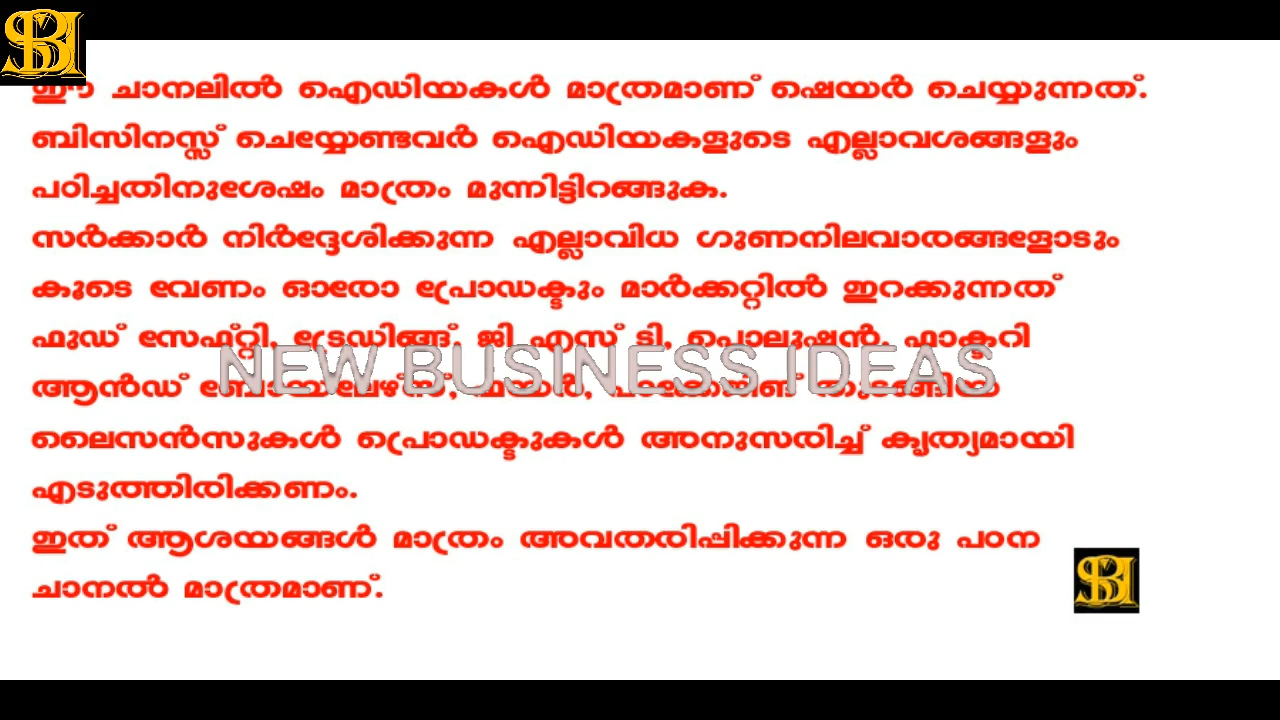 ഈ ചാനലിൽ ഐഡിയകൾ മാത്രമാണ് ഷെയർ ചെയ്യുന്നത്.
ബിസിനസ്സ് ചെയ്യേണ്ടവർ ഐഡിയകളുടെ എല്ലാവശങ്ങളും
പഠിച്ചതിനുശേഷം മാത്രം മുന്നിട്ടിറങ്ങുക.
സർക്കാർ നിർദ്ദേശിക്കുന്ന എല്ലാവിധ ഗുണനിലവാരങ്ങളോടും
കൂടെ വേണം ഓരോ പ്രോഡക്ടും മാർക്കറ്റിൽ ഇറക്കുന്നത്
ഫുഡ് സേഫ്റ്റി, ട്രേഡിങ്ങ്, ജി എസ് ടി, പൊലൂഷൻ, ഫാക്ടറി
NEW BUSINESS IDEAS
ആൻഡ്
ലൈസൻസുകൾ പ്രൊഡക്ടുകൾ അനുസരിച്ച് കൃത്യമായി
എടുത്തിരിക്കണം.
ഇത് ആശയങ്ങൾ മാത്രം അവതരിപ്പിക്കുന്ന ഒരു പഠന
ചാനൽ മാത്രമാണ്.